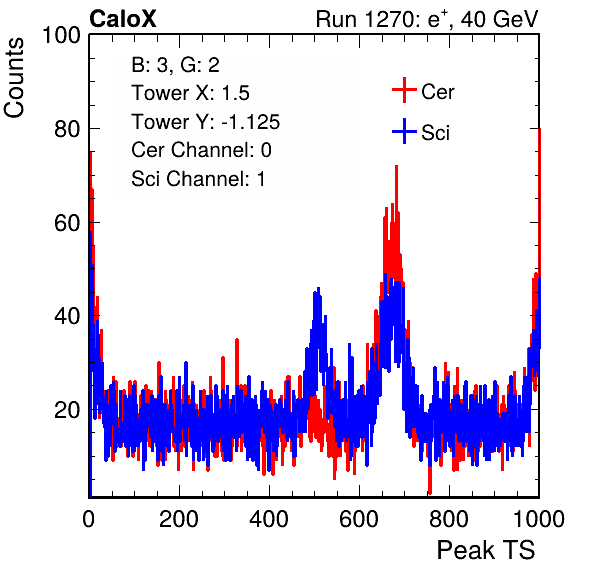 CaloX Run 1270: e⁺, 40 GeV
Counts
100
80
60
40
20
B: 3, G: 2
Tower X: 1.5
Tower Y: -1.125
Cer Channel: 0
Sci Channel: 1
Cer
Sci
0 200 400 600 800 1000
Peak TS